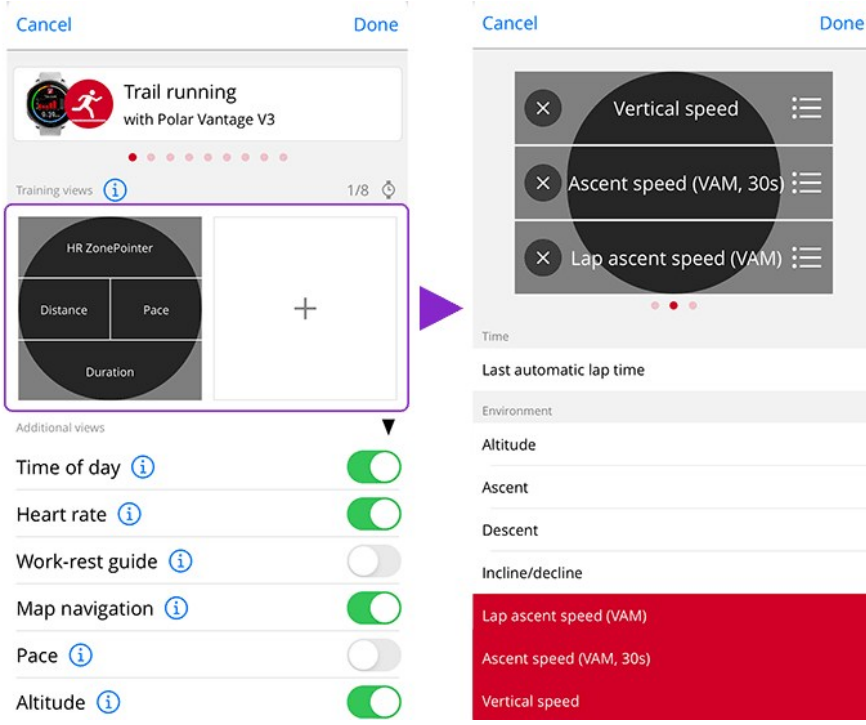 Cancel
Done
Trail running
with Polar Vantage V3
Training views
1/8
HR ZonePointer
Distance
Pace
Duration
Additional views
Time of day
Heart rate
Work-rest guide
Map navigation
Pace
Altitude
Cancel
Done
Vertical speed
Ascent speed (VAM, 30s)
Lap ascent speed (VAM)
Time
Last automatic lap time
Environment
Altitude
Ascent
Descent
Incline/decline
Lap ascent speed (VAM)
Ascent speed (VAM, 30s)
Vertical speed